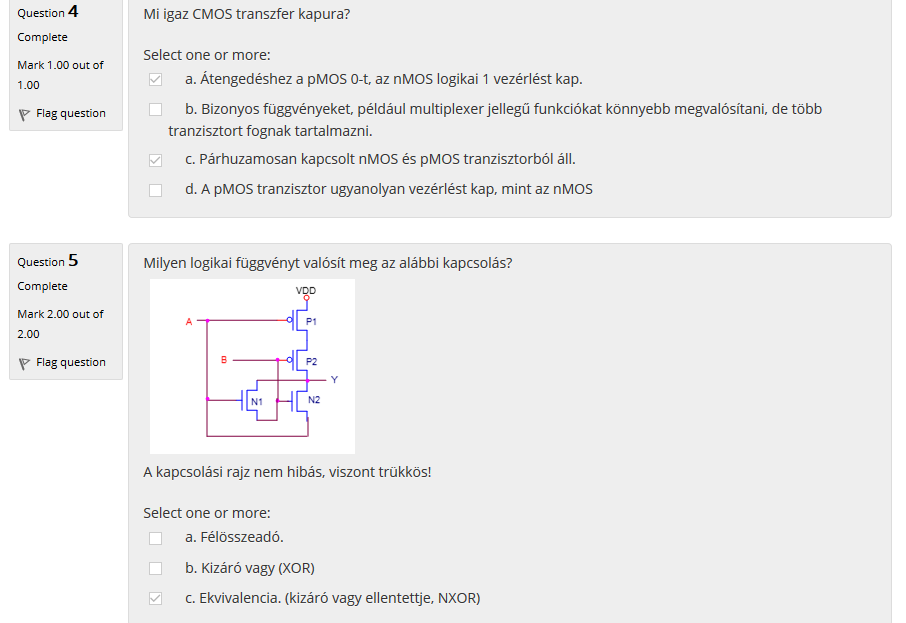 Question 4
Complete
Mark 1.00 out of
1.00
Flag question
Mi igaz CMOS transzfer kapura?
Select one or more:
a. Átengedéshez a pMOS 0-t, az nMOS logikai 1 vezérlést kap.
b. Bizonyos függvényeket, például multiplexer jellegű funkciókat könnyebb megvalósítani, de több
tranzisztort fognak tartalmazni.
c. Párhuzamosan kapcsolt nMOS és pMOS tranzisztorból áll.
d. A pMOS tranzisztor ugyanolyan vezérlést kap, mint az nMOS
Question 5
Complete
Mark 2.00 out of
2.00
Flag question
Milyen logikai függvényt valósít meg az alábbi kapcsolás?
VDD
A
P1
B
P2
Y
N1
N2
A kapcsolási rajz nem hibás, viszont trükkös!
Select one or more:
a. Félösszeadó.
b. Kizáró vagy (XOR)
c. Ekvivalencia. (kizáró vagy ellentettje, NXOR)